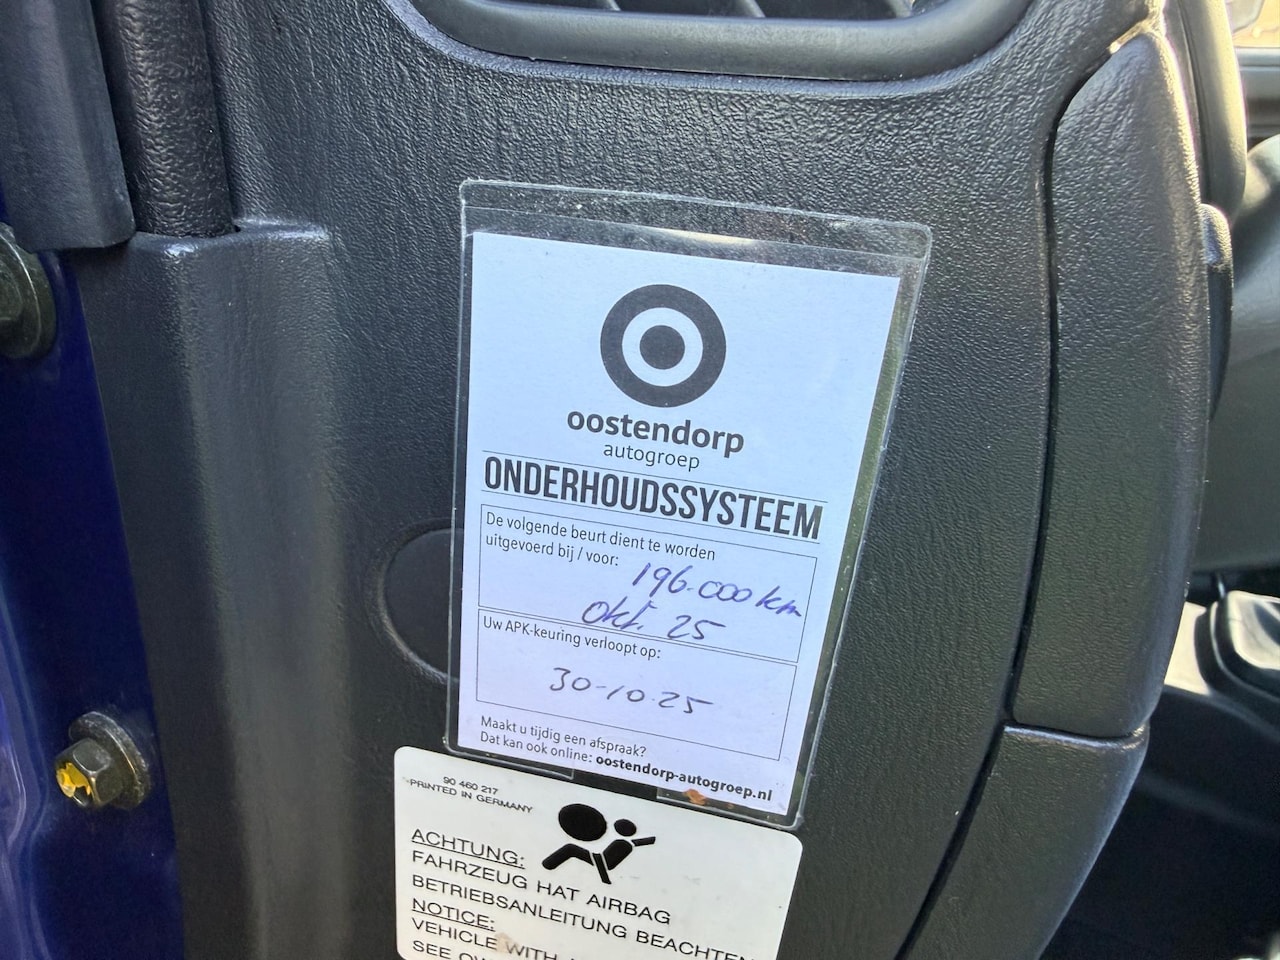 oostendorp
autogroep
ONDERHOUDSSYSTEEM
De volgende beurt dient te worden
uitgevoerd bij / voor: 196.000 km
okt. 25
Uw APK-keuring verloopt op:
30-10-25
Maakt u tijdig een afspraak?
Dat kan ook online: oostendorp-autogroep.nl
90 460 217
PRINTED IN GERMANY
ACHTUNG:
FAHRZEUG HAT AIRBAG
BETRIEBSANLEITUNG BEACHTEN
NOTICE:
VEHICLE WITH
SEE